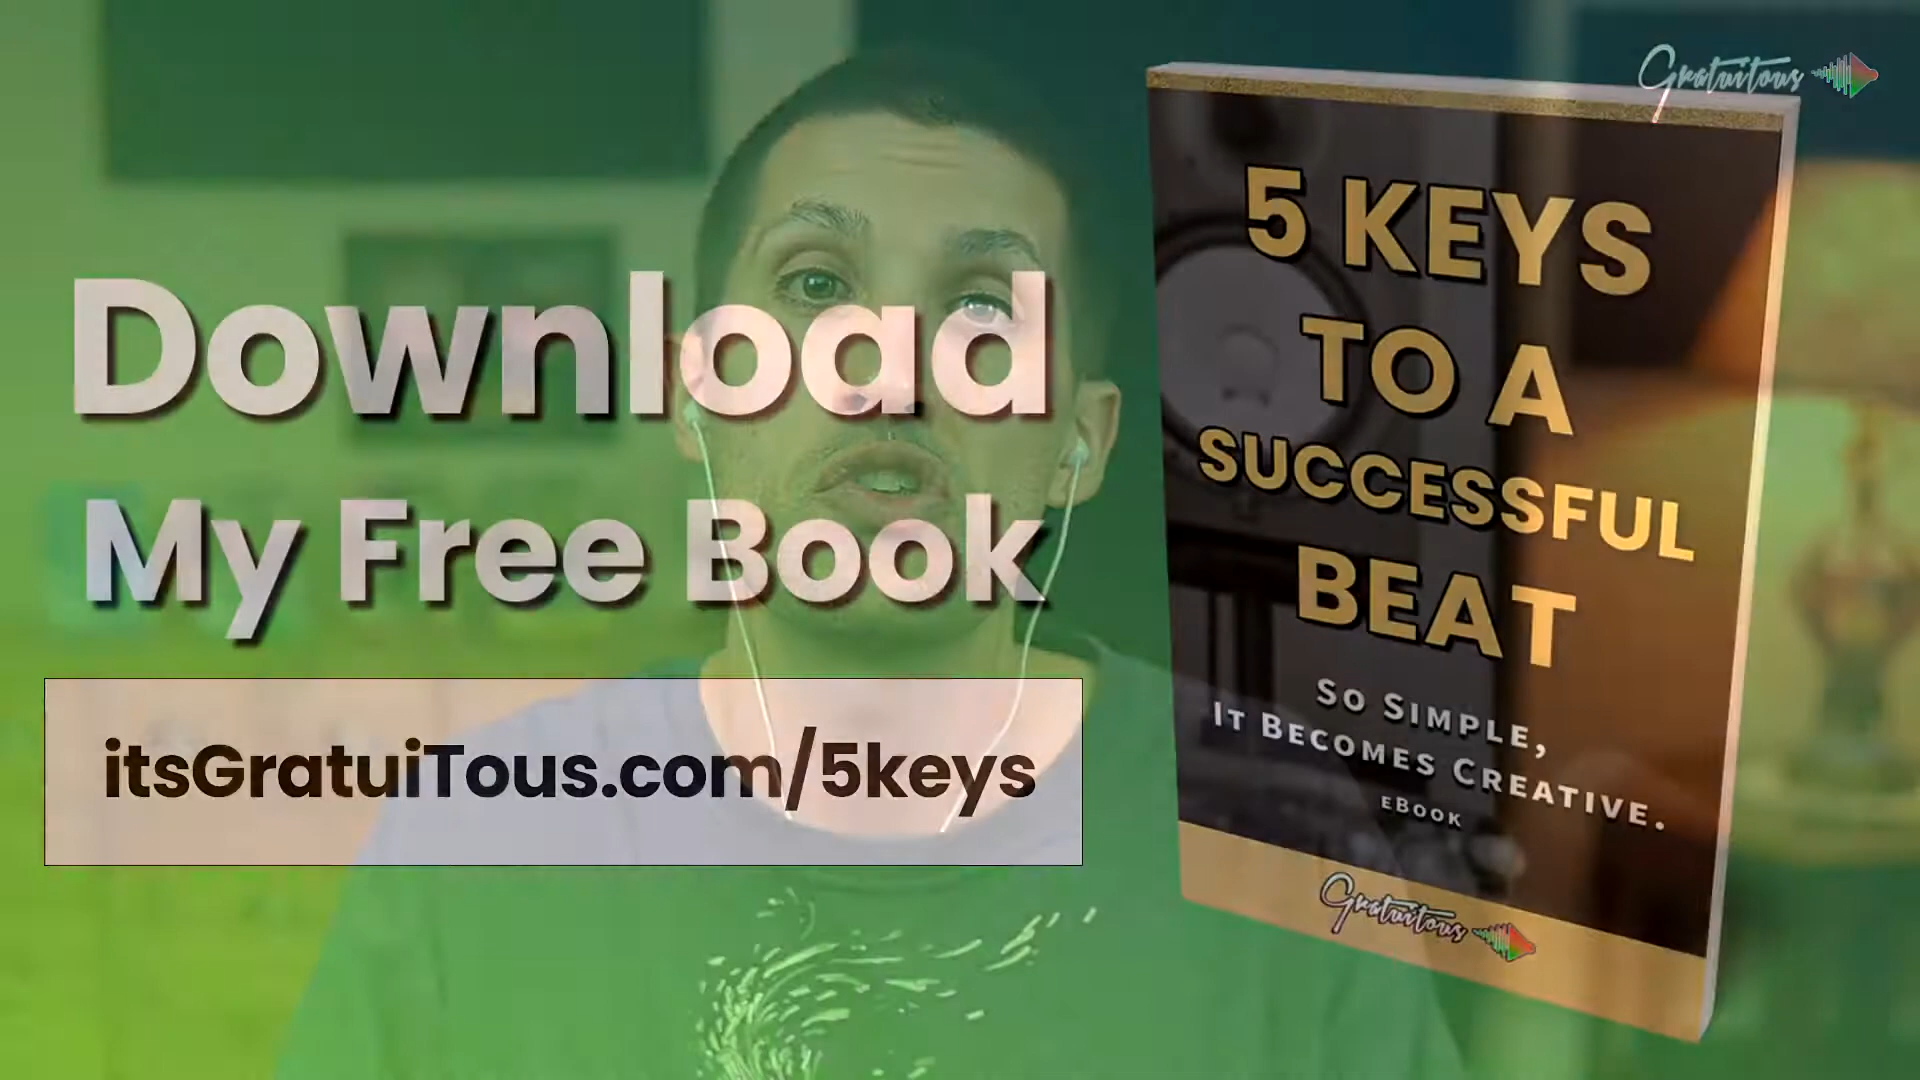 Gratuitous
Download
My Free Book
itsGratuiTous.com/5keys
5 KEYS
TO A
SUCCESSFUL
BEAT
SO SIMPLE,
IT BECOMES CREATIVE.
EBOOK
Gratuitous